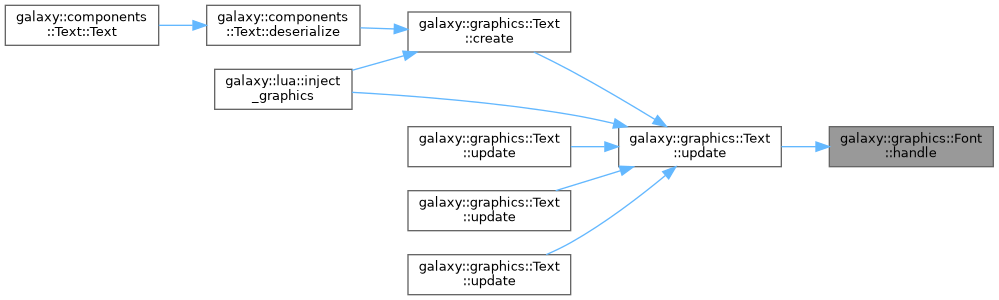 galaxy::components
::Text::Text
galaxy::components
::Text::deserialize
galaxy::graphics::Text
::create
galaxy::lua::inject
_graphics
galaxy::graphics::Text
::update
galaxy::graphics::Text
::update
galaxy::graphics::Text
::update
galaxy::graphics::Text
::update
galaxy::graphics::Font
::handle